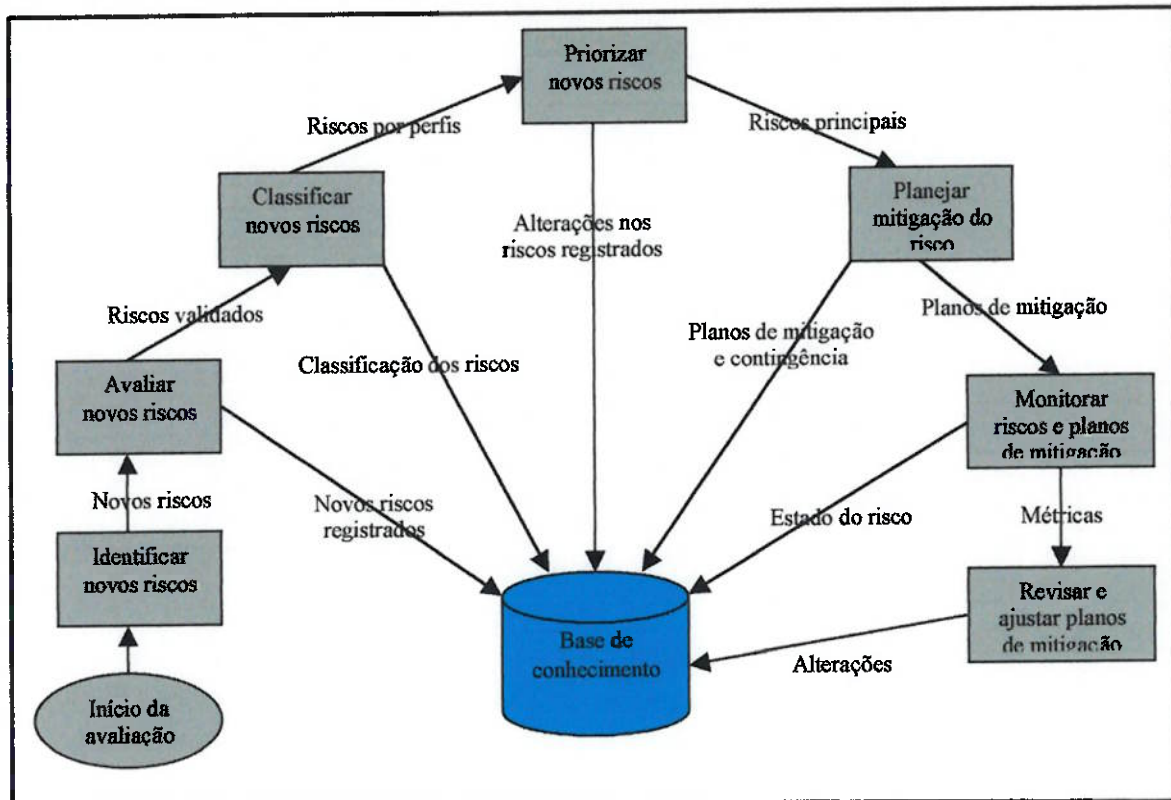 Priorizar
novos riscos
Riscos por perfis
Riscos principais
Classificar
novos riscos
Alterações nos
riscos registrados
Planejar
mitigação do
risco
Riscos validados
Classificação dos riscos
Planos de mitigação
e contingência
Planos de mitigação
Avaliar
novos riscos
Monitorar
riscos e planos
de mitigação
Novos riscos
Novos riscos
registrados
Estado do risco
Métricas
Identificar
novos riscos
Base de
conhecimento
Revisar e
ajustar planos
de mitigação
Alterações
Início da
avaliação